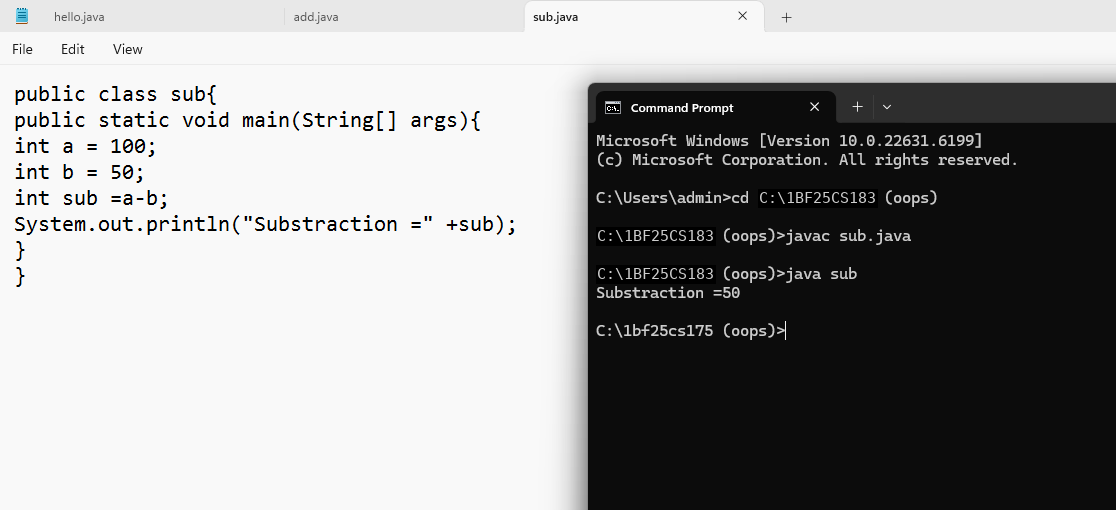 hello.java
add.java
sub.java
File
Edit
View
public class sub{
public static void main(String[] args){
int a = 100;
int b = 50;
int sub =a-b;
System.out.println("Substraction =" +sub);
}
}
Command Prompt
Microsoft Windows [Version 10.0.22631.6199]
(c) Microsoft Corporation. All rights reserved.
C:\Users\admin>cd C:\1BF25CS183 (oops)
C:\1BF25CS183 (oops)>javac sub.java
C:\1BF25CS183 (oops)>java sub
Substraction =50
C:\1bf25cs175 (oops)>